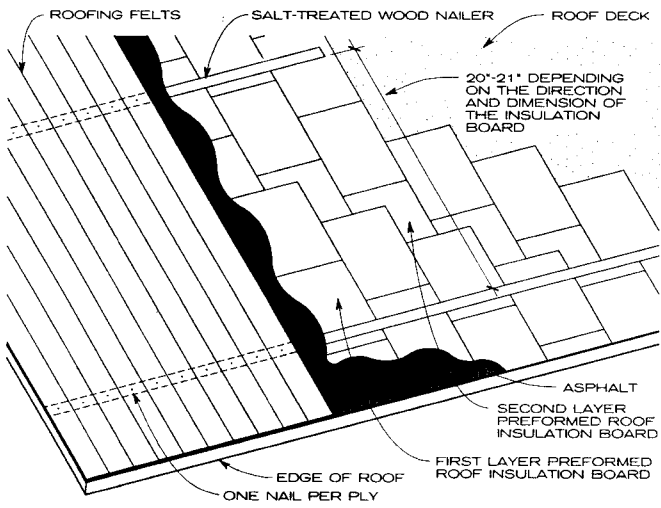 ROOFING FELTS
SALT-TREATED WOOD NAILER
ROOF DECK
20"-21" DEPENDING
ON THE DIRECTION
AND DIMENSION OF
THE INSULATION
BOARD
ASPHALT
SECOND LAYER
PREFORMED ROOF
INSULATION BOARD
FIRST LAYER PREFORMED
ROOF INSULATION BOARD
EDGE OF ROOF
ONE NAIL PER PLY